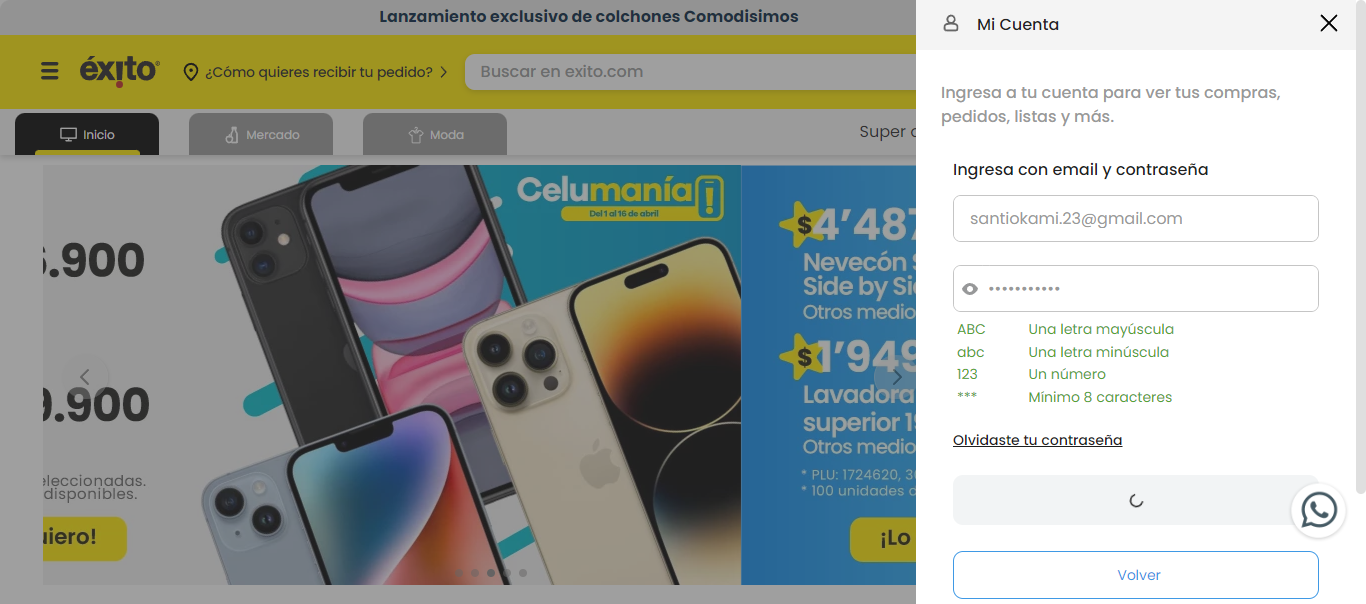 Lanzamiento exclusivo de colchones Comodisimos
éxito
¿Cómo quieres recibir tu pedido?
Buscar en exito.com
Inicio
Mercado
Moda
Super
.900
9.900
eleccionadas.
disponibles.
uiero!
Celumanía
Del 1 al 16 de abril
$4'487
Nevecón S
Side by Si
Otros medio
$1'949
Lavadora
superior 19
Otros medio
* PLU: 1724620, 30
* 100 unidades
¡Lo
Mi Cuenta
Ingresa a tu cuenta para ver tus compras,
pedidos, listas y más.
Ingresa con email y contraseña
santiokami.23@gmail.com
•••••••••••
ABC Una letra mayúscula
abc Una letra minúscula
123 Un número
*** Mínimo 8 caracteres
Olvidaste tu contraseña
Volver